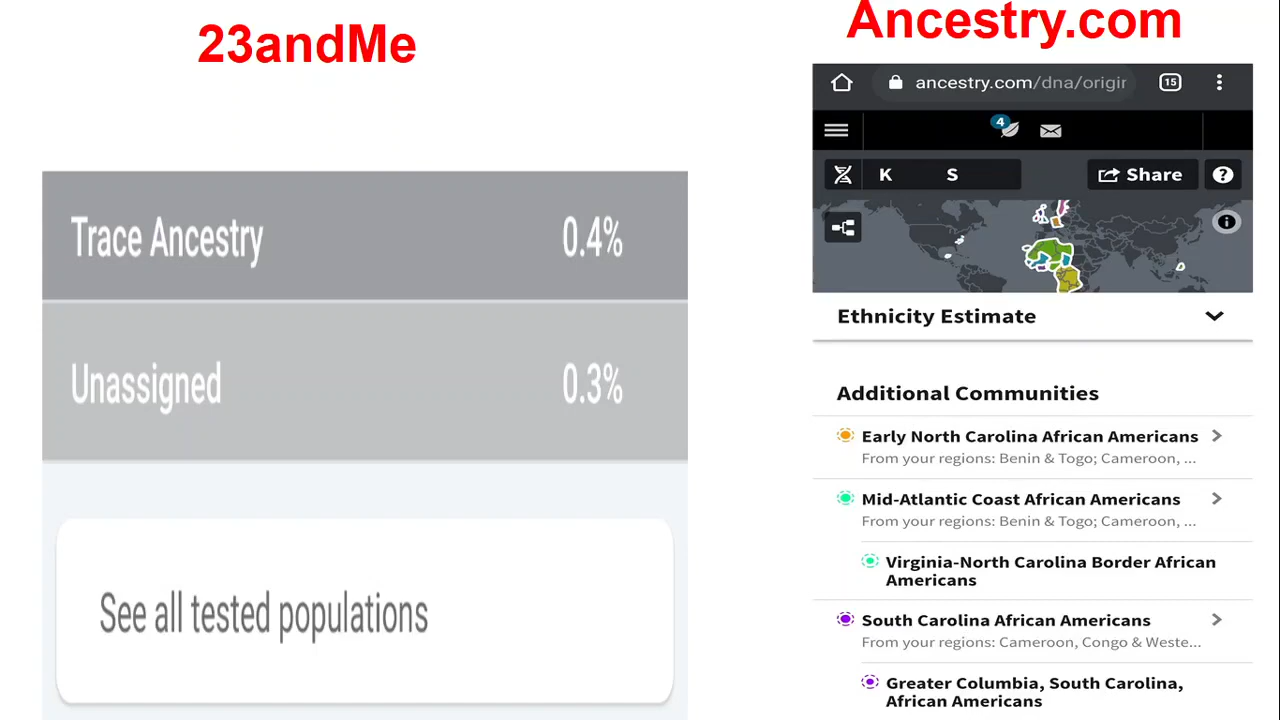 23andMe
Trace Ancestry 0.4%
Unassigned 0.3%
See all tested populations
Ancestry.com
ancestry.com/dna/origir
15
4
K S
Share
?
i
Ethnicity Estimate
Additional Communities
Early North Carolina African Americans
From your regions: Benin & Togo; Cameroon, ...
Mid-Atlantic Coast African Americans
From your regions: Benin & Togo; Cameroon, ...
Virginia-North Carolina Border African
Americans
South Carolina African Americans
From your regions: Cameroon, Congo & Weste...
Greater Columbia, South Carolina,
African Americans